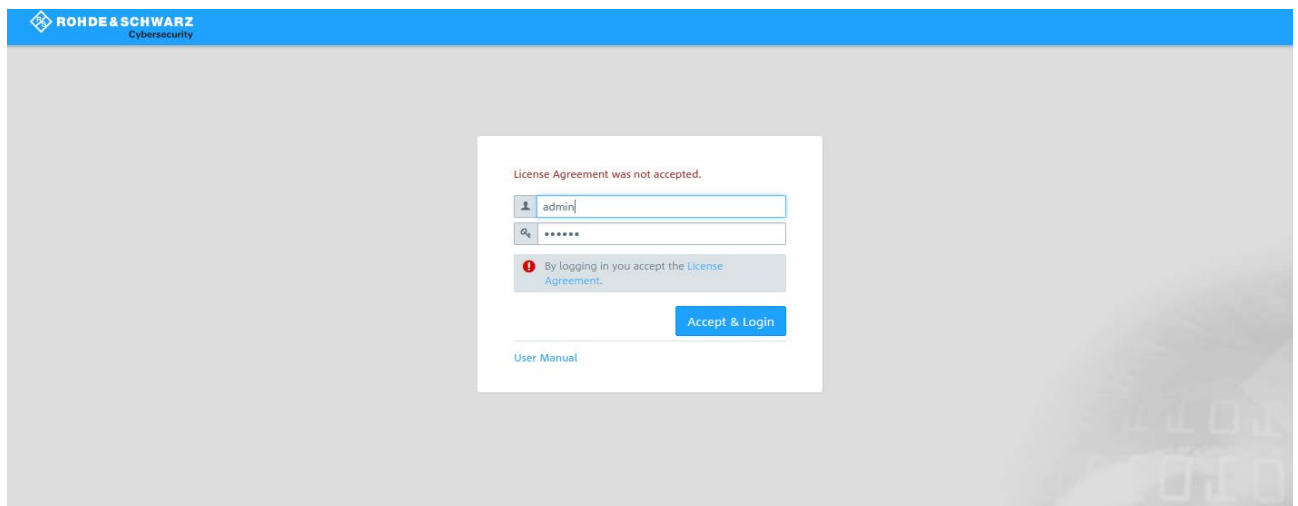 ROHDE&SCHWARZ
Cybersecurity
License Agreement was not accepted.
admin
••••••
By logging in you accept the License
Agreement.
Accept & Login
User Manual